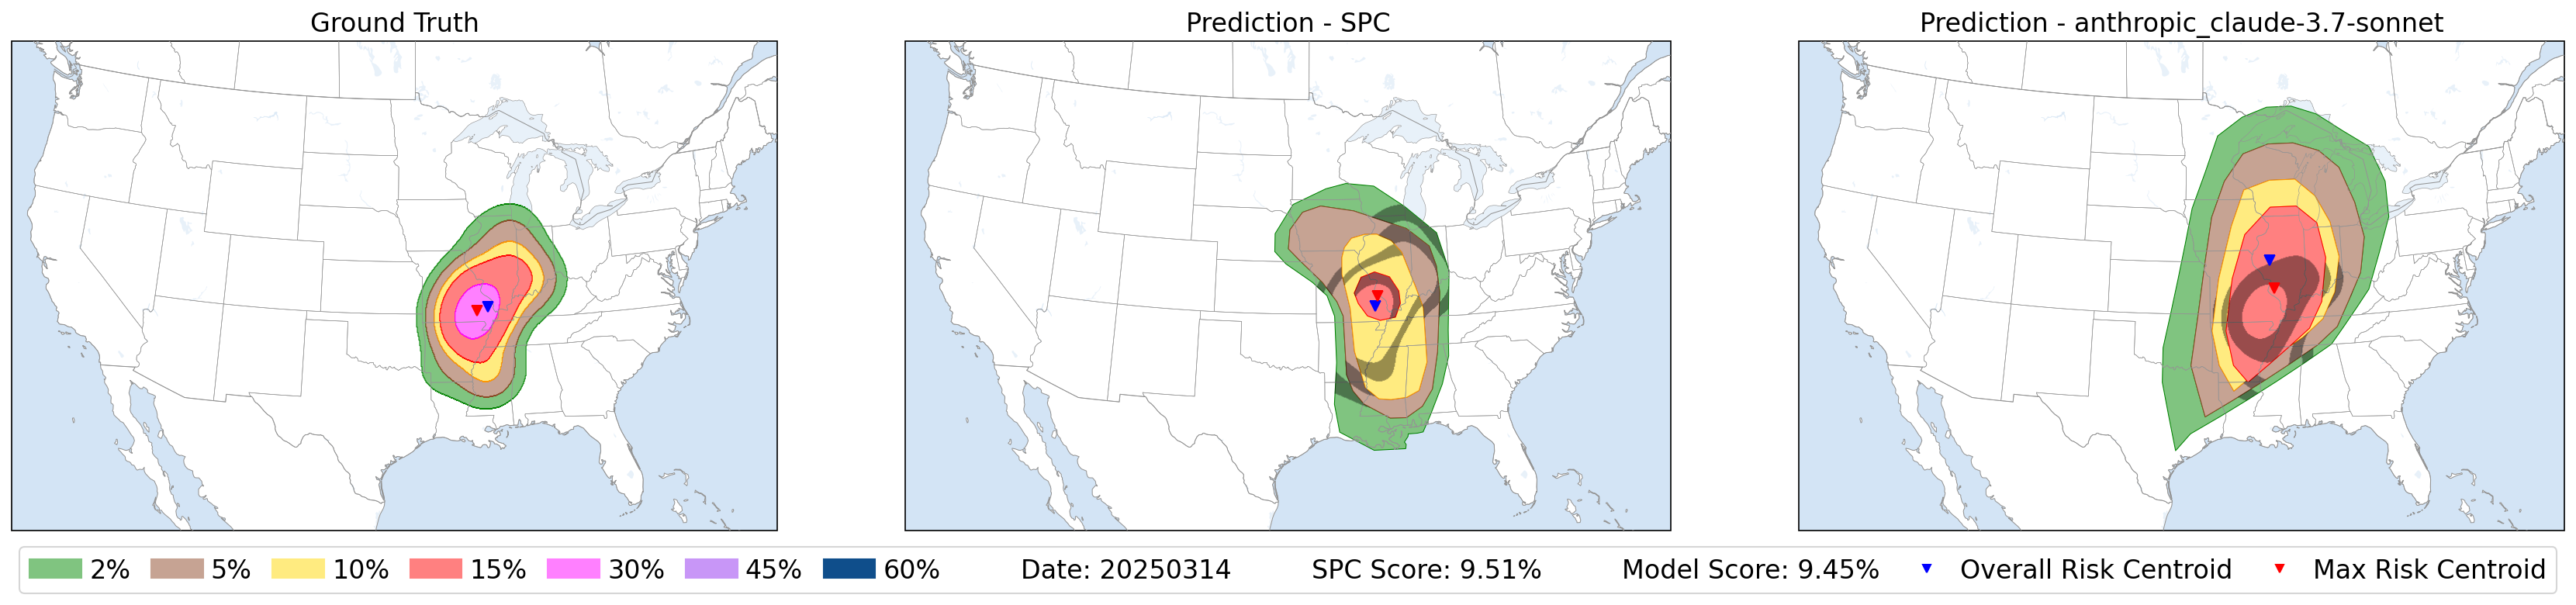 Ground Truth
Prediction - SPC
Prediction - anthropic_claude-3.7-sonnet
2% 5% 10% 15% 30% 45% 60% Date: 20250314 SPC Score: 9.51% Model Score: 9.45% Overall Risk Centroid Max Risk Centroid